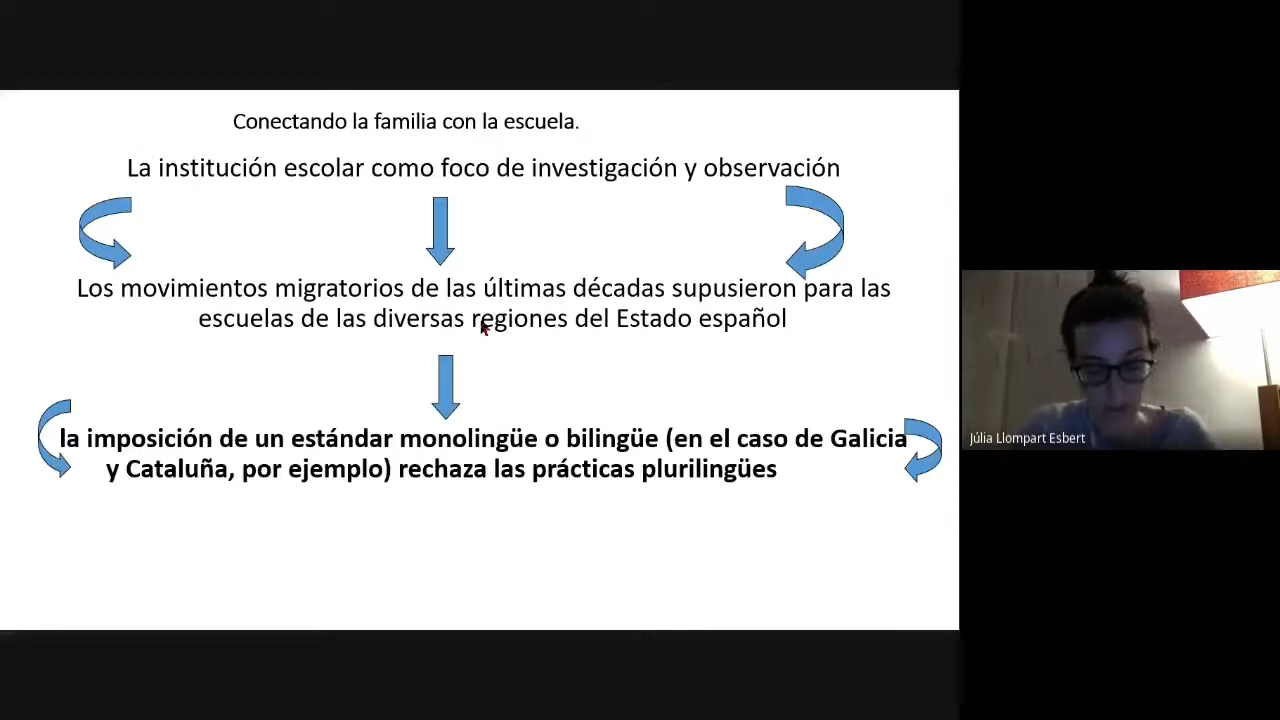 Conectando la familia con la escuela.
La institución escolar como foco de investigación y observación
Los movimientos migratorios de las últimas décadas supusieron para las
escuelas de las diversas regiones del Estado español
la imposición de un estándar monolingüe o bilingüe (en el caso de Galicia
y Cataluña, por ejemplo) rechaza las prácticas plurilingües
Júlia Llompart Esbert